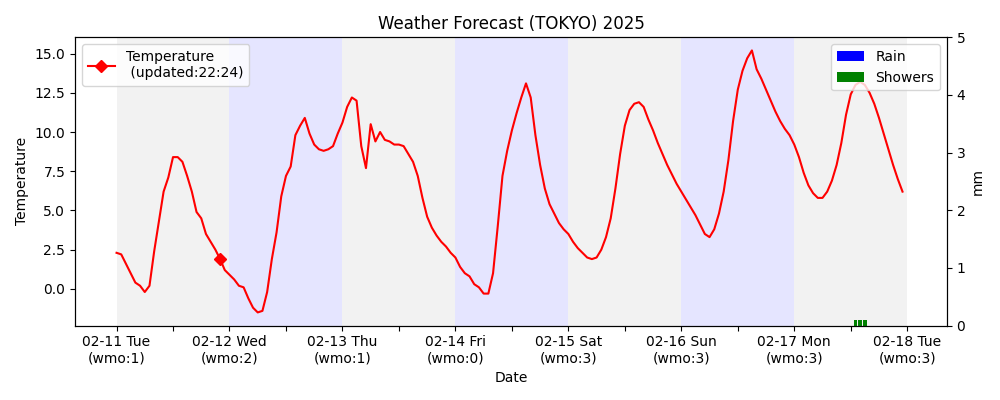 Weather Forecast (TOKYO) 2025
Temperature
(updated:22:24)
Rain
Showers
Temperature
15.0
12.5
10.0
7.5
5.0
2.5
0.0
mm
5
4
3
2
1
0
02-11 Tue
(wmo:1)
02-12 Wed
(wmo:2)
02-13 Thu
(wmo:1)
02-14 Fri
(wmo:0)
02-15 Sat
(wmo:3)
02-16 Sun
(wmo:3)
02-17 Mon
(wmo:3)
02-18 Tue
(wmo:3)
Date